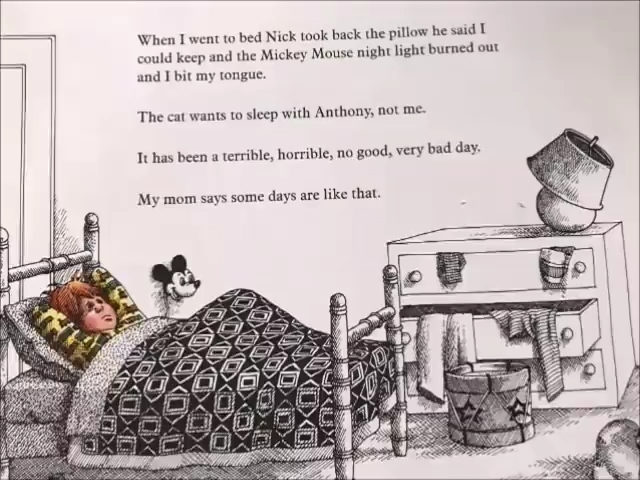 When I went to bed Nick took back the pillow he said I
could keep and the Mickey Mouse night light burned out
and I bit my tongue.
The cat wants to sleep with Anthony, not me.
It has been a terrible, horrible, no good, very bad day.
My mom says some days are like that.